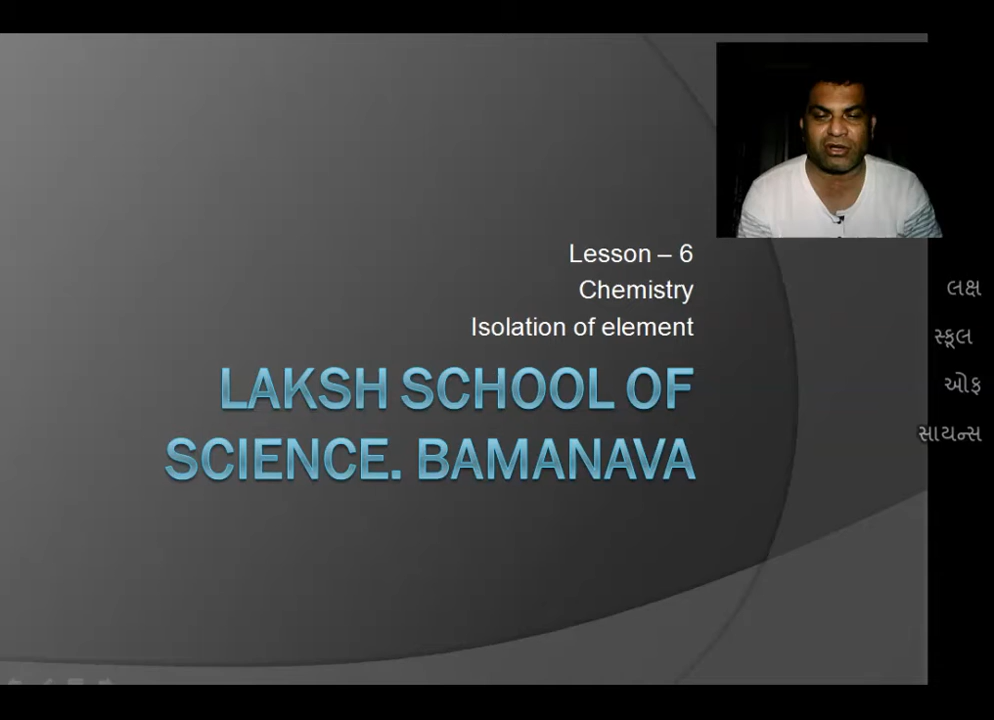 Lesson – 6
Chemistry
Isolation of element
LAKSH SCHOOL OF
SCIENCE. BAMANAVA
લક્ષ
સ્કૂલ
ઓફ
સાયન્સ